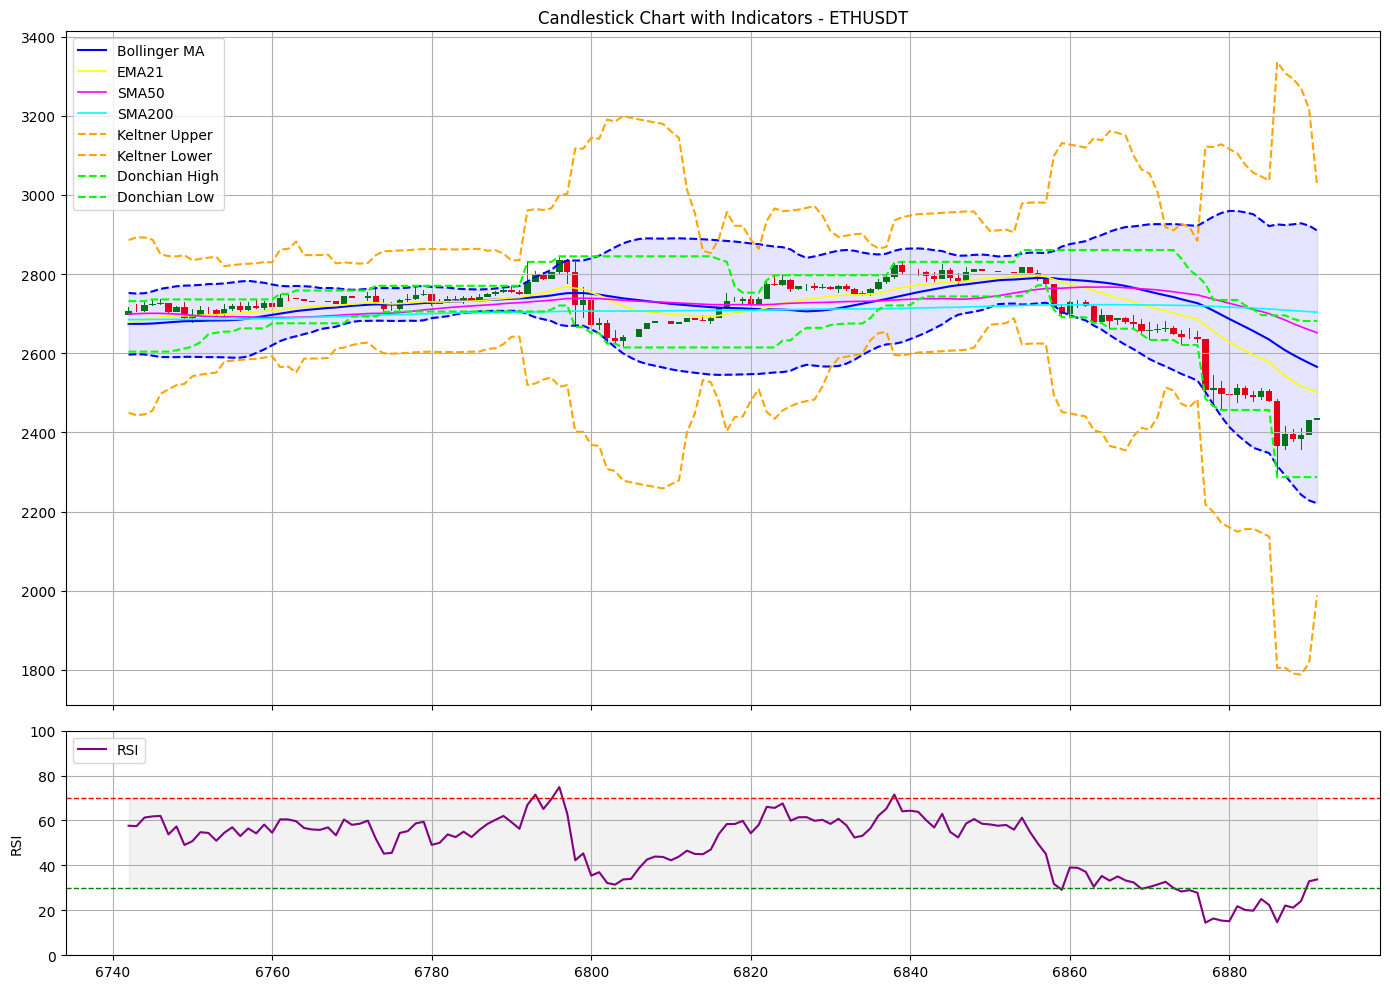 Candlestick Chart with Indicators - ETHUSDT
3400
3200
3000
2800
2600
2400
2200
2000
1800
Bollinger MA
EMA21
SMA50
SMA200
Keltner Upper
Keltner Lower
Donchian High
Donchian Low
100
80
60
40
20
0
RSI
RSI
6740 6760 6780 6800 6820 6840 6860 6880